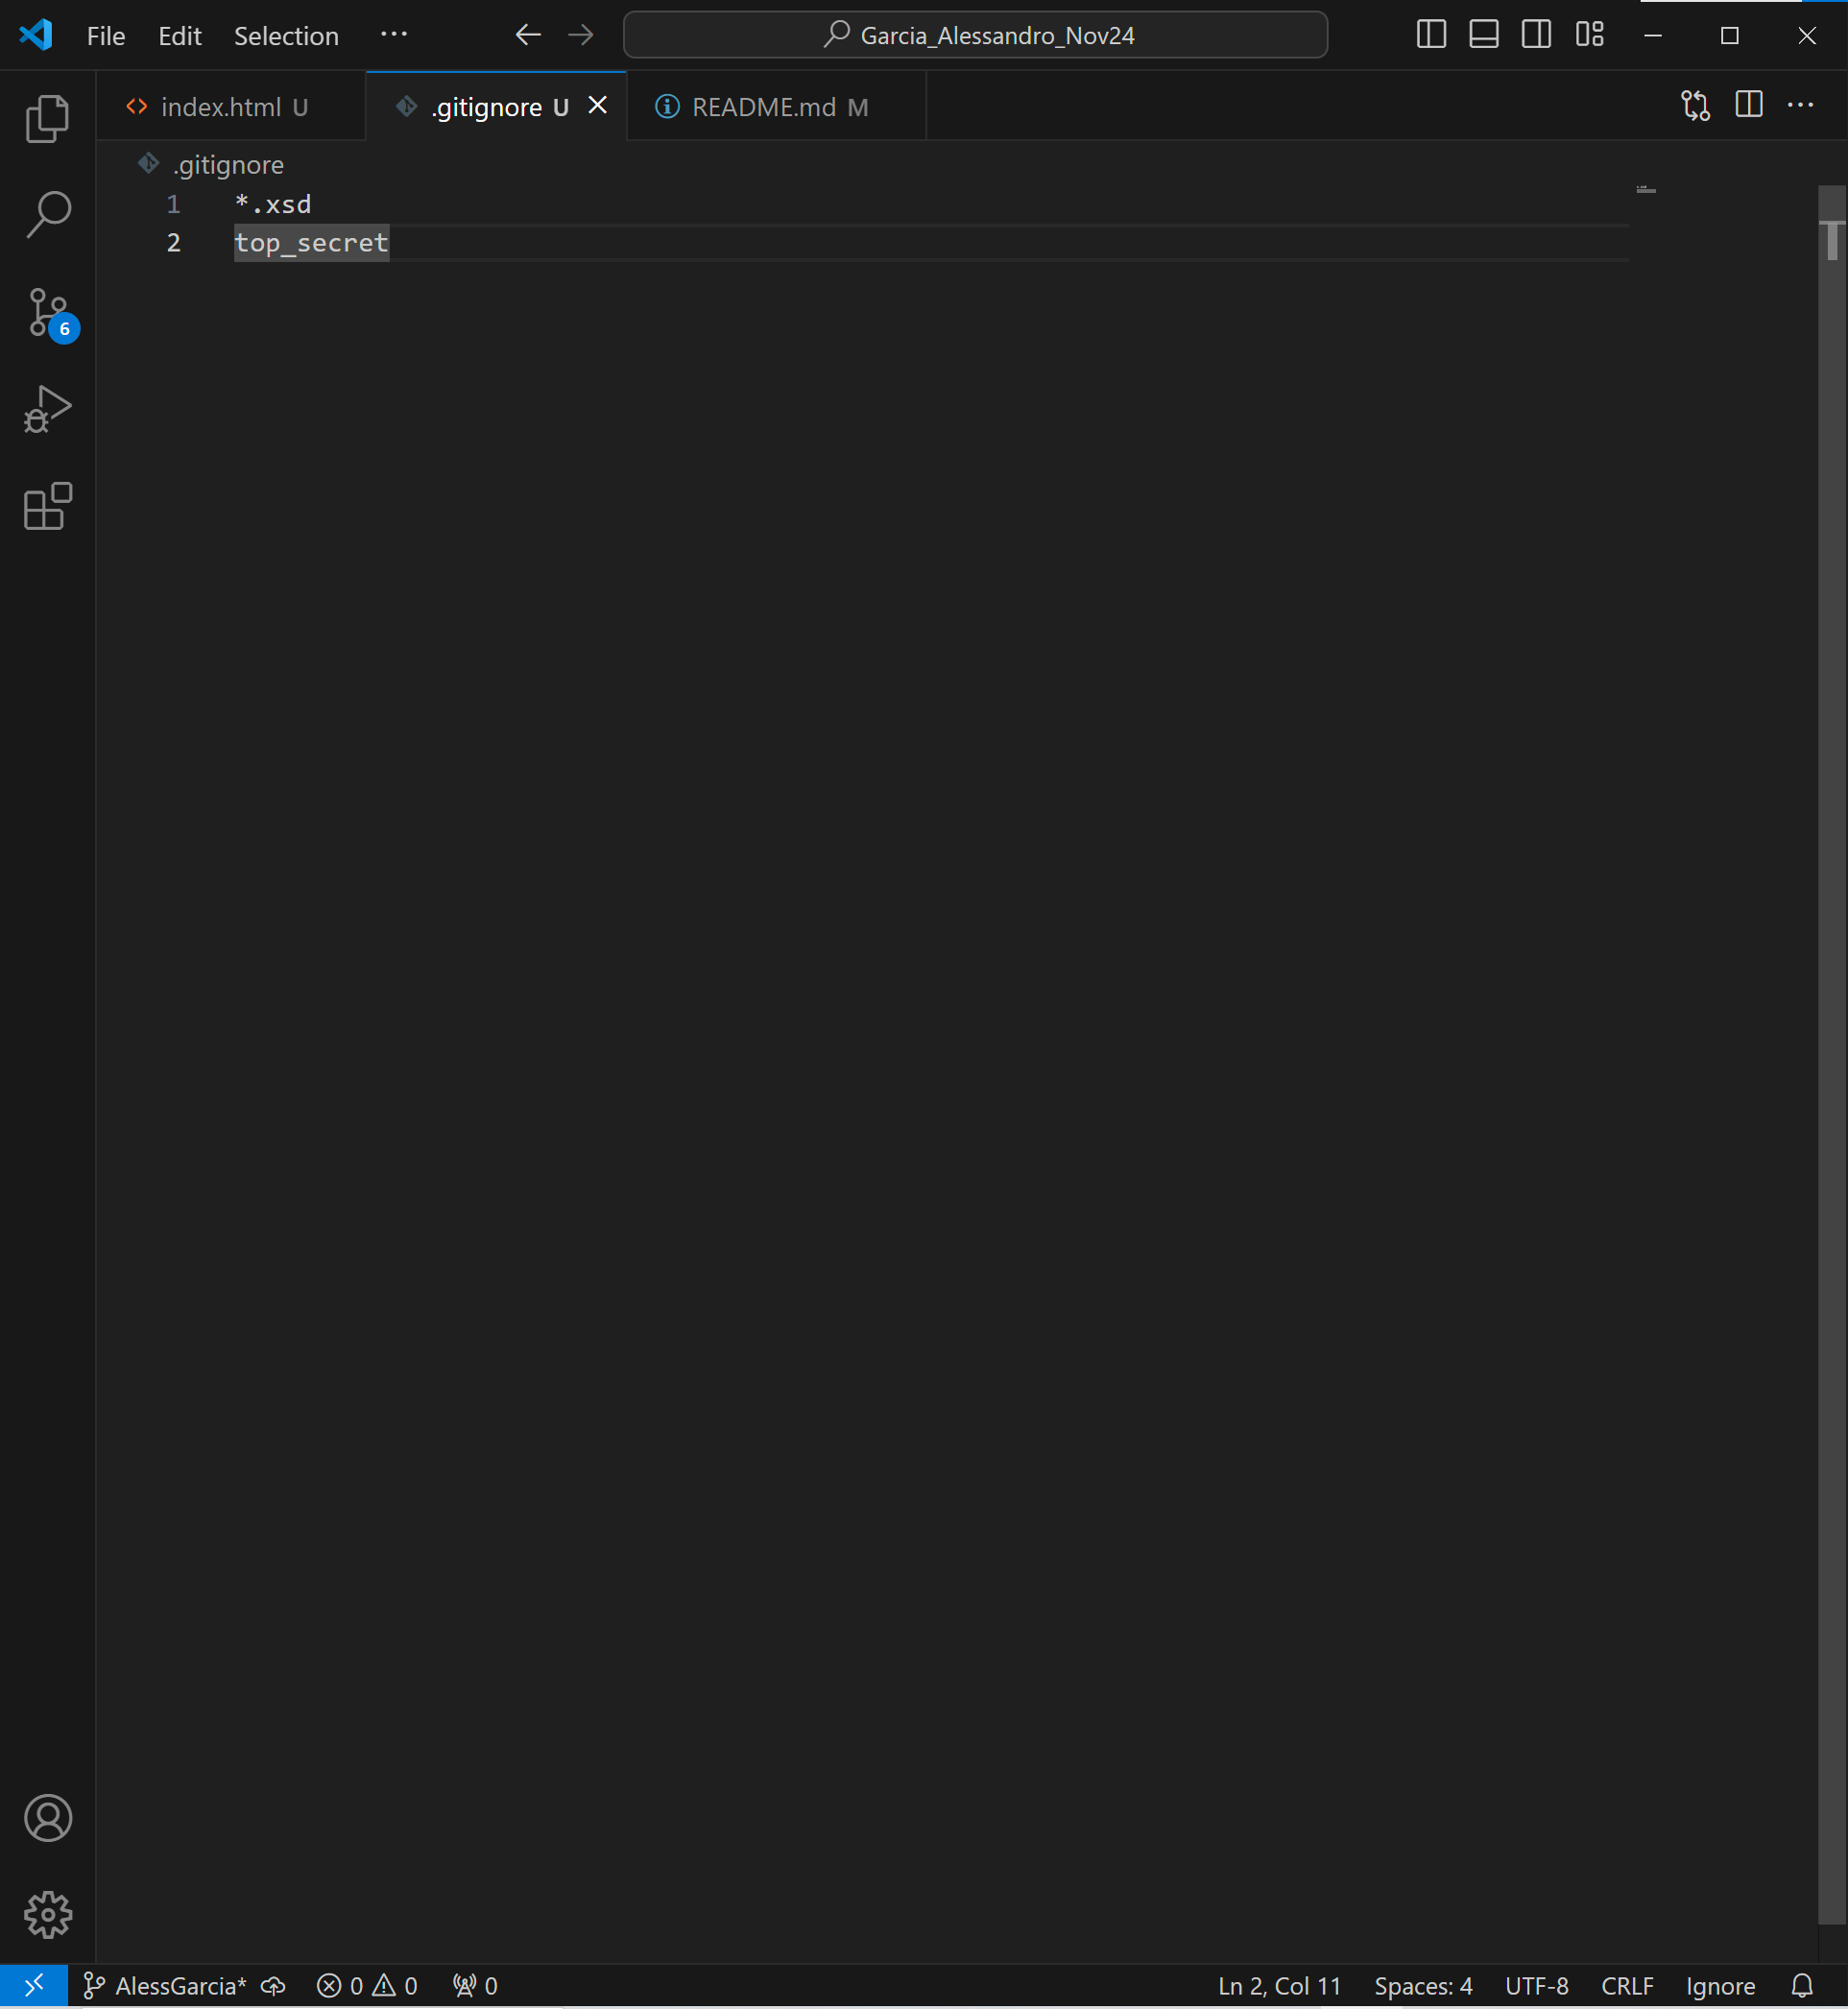 File Edit Selection ··· Garcia_Alessandro_Nov24
index.html U .gitignore U README.md M
.gitignore
1 *.xsd
2 top_secret
6
AlessGarcia* 0 0 0 Ln 2, Col 11 Spaces: 4 UTF-8 CRLF Ignore